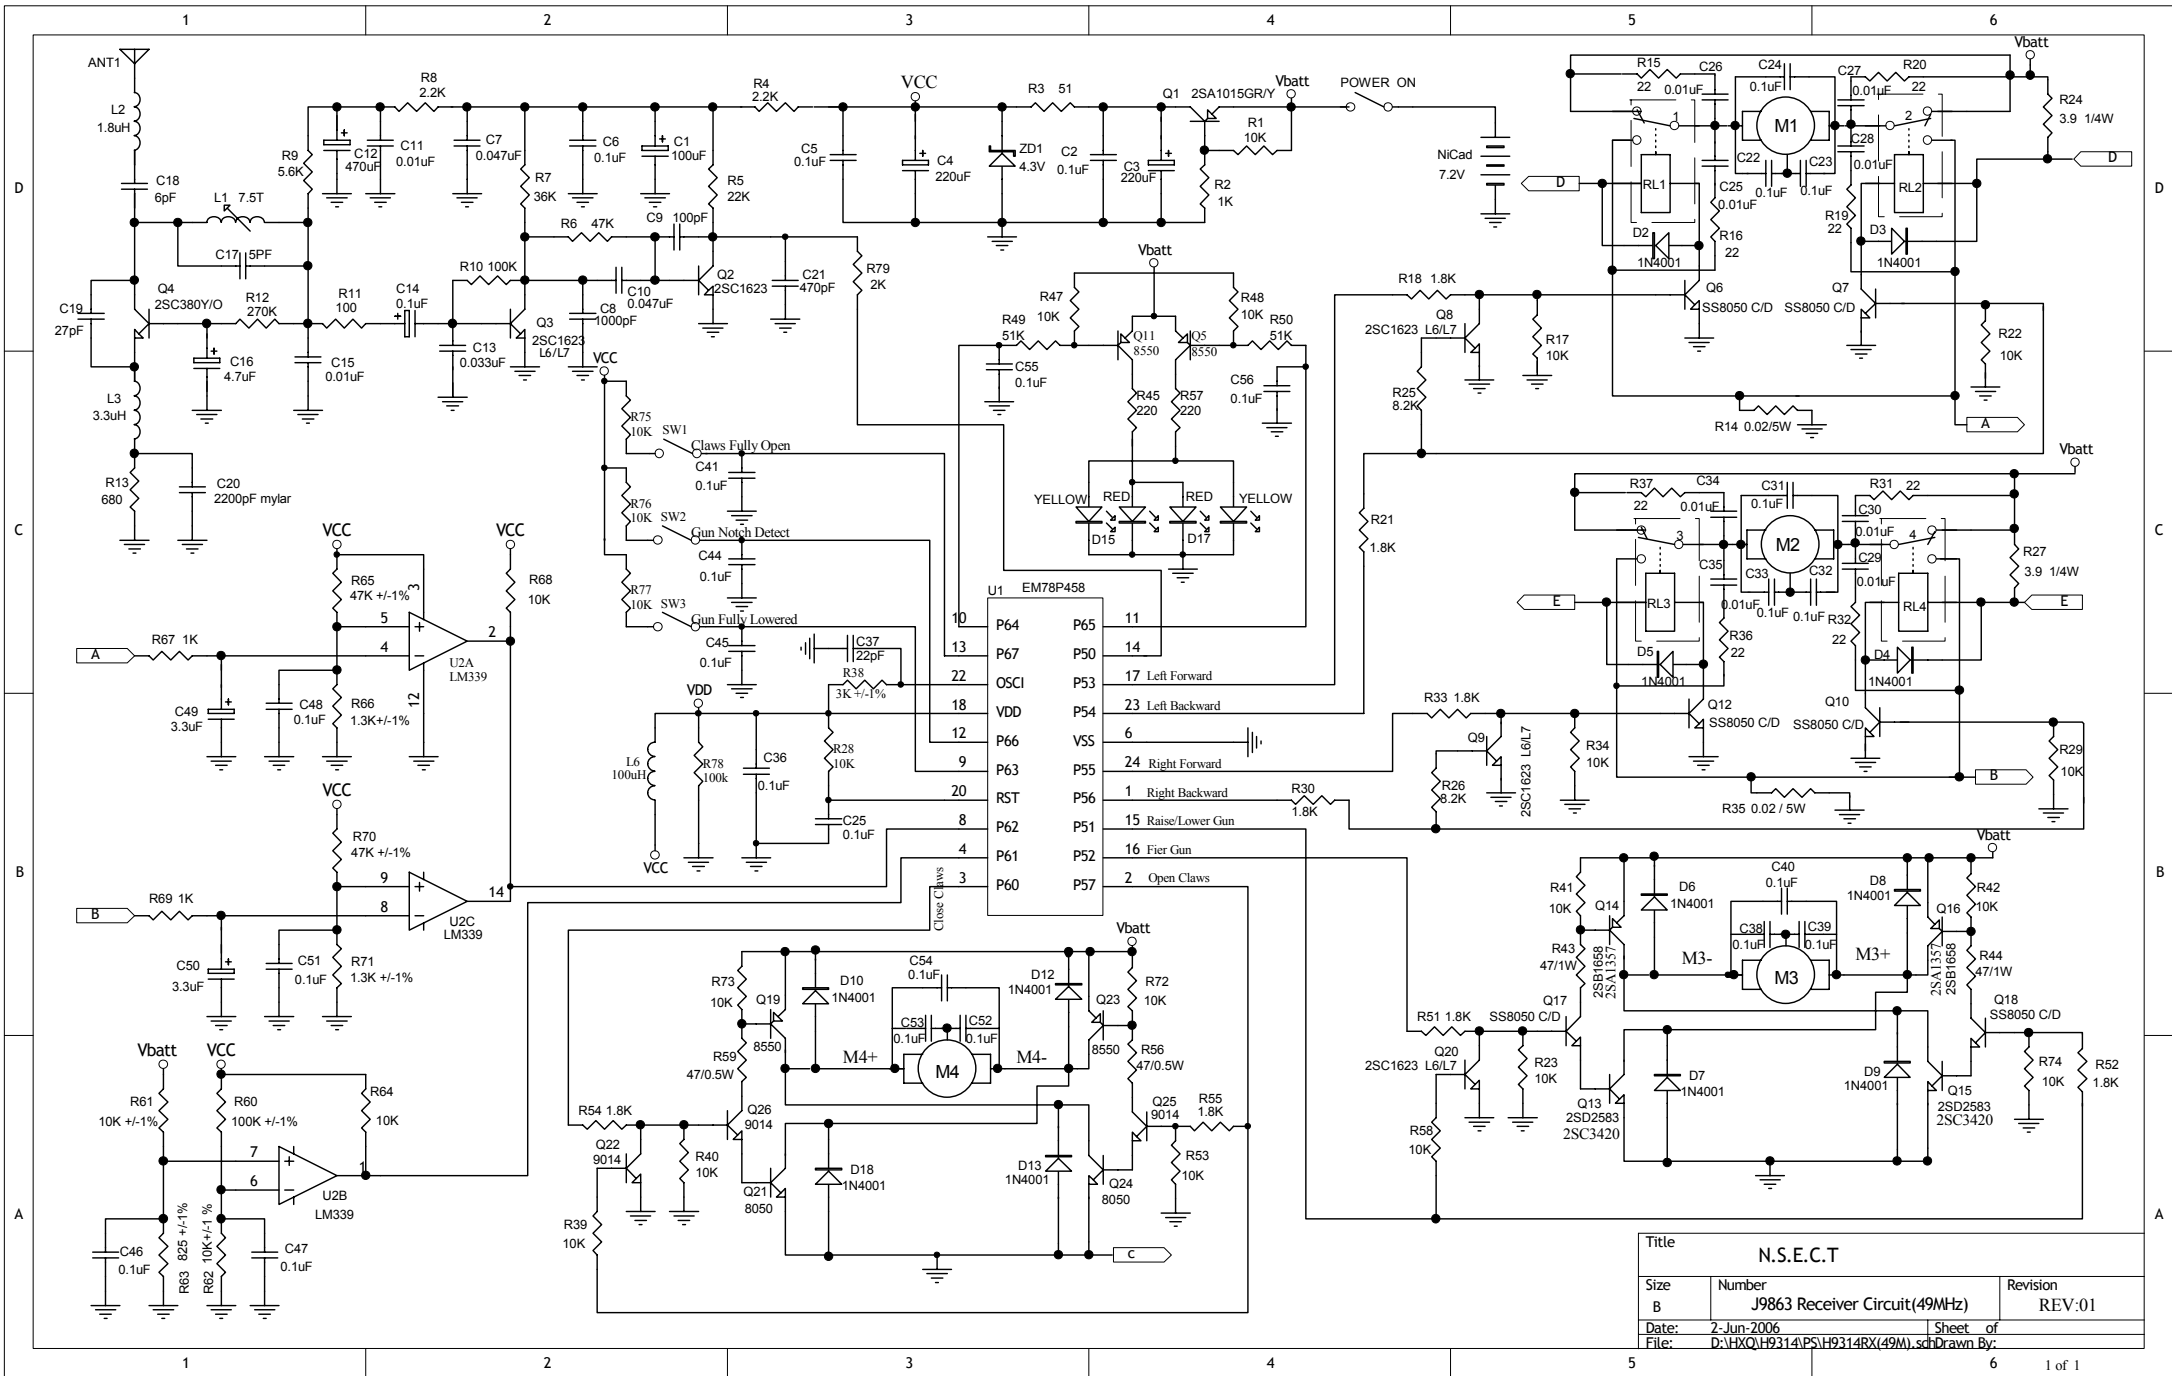 1 2 3 4 5 6
D
C
B
A
D
C
B
A
ANT1
L2
1.8uH
C18
6pF
L1 7.5T
C17 5PF
R9
5.6K
C12
470uF
C11
0.01uF
R8
2.2K
C7
0.047uF
C6
0.1uF
C1
100uF
R4
2.2K
R7
36K
R5
22K
R6 47K
C9 100pF
R10 100K
C10
0.047uF
Q2
2SC1623
C8
1000pF
C21
470pF
R79
2K
Q4
2SC380Y/O
C19
27pF
R12
270K
R11
100
C14
0.1uF
Q3
2SC1623
L6/L7
C13
0.033uF
C16
4.7uF
C15
0.01uF
L3
3.3uH
R13
680
C20
2200pF mylar
VCC
C5
0.1uF
C4
220uF
ZD1
4.3V
R3 51
C2
0.1uF
C3
220uF
Q1 2SA1015GR/Y
R1
10K
R2
1K
Vbatt
POWER ON
NiCad
7.2V
VCC
R75
10K
SW1
Claws Fully Open
C41
0.1uF
R76
10K
SW2
Gun Notch Detect
C44
0.1uF
R77
10K
SW3
Gun Fully Lowered
C45
0.1uF
Vbatt
R47
10K
R48
10K
R49
51K
R50
51K
Q11
8550
Q5
8550
C55
0.1uF
C56
0.1uF
R45
220
R57
220
YELLOW RED RED YELLOW
D15 D17
R18 1.8K
Q8
2SC1623 L6/L7
R17
10K
R25
8.2K
R21
1.8K
Q6
SS8050 C/D
Q7
SS8050 C/D
R22
10K
R15
22
C26
0.01uF
C24
0.1uF
C27
0.01uF
R20
22
Vbatt
R24
3.9 1/4W
M1
1
2
C28
0.01uF
C22
0.1uF
C23
0.1uF
C25
0.01uF
R19
22
R16
22
RL1
RL2
D
D
D2
1N4001
D3
1N4001
R14 0.02/5W
A
Vbatt
R37
22
C34
0.01uF
C31
0.1uF
R31 22
C30
0.01uF
M2
3
4
C29
0.01uF
R27
3.9 1/4W
C35
0.01uF
C33
0.1uF
C32
0.1uF
R32
22
R36
22
RL3
RL4
E
E
D5
1N4001
D4
1N4001
Q12
SS8050 C/D
Q10
SS8050 C/D
R29
10K
R33 1.8K
Q9
2SC1623 L6/L7
R34
10K
R26
8.2K
R35 0.02 / 5W
B
R30
1.8K
VCC
VCC
R65
47K +/-1%
R68
10K
3
5
4
2
12
U2A
LM339
A
R67 1K
C49
3.3uF
C48
0.1uF
R66
1.3K+/-1%
VCC
R70
47K +/-1%
9
8
14
U2C
LM339
B
R69 1K
C50
3.3uF
C51
0.1uF
R71
1.3K +/-1%
Vbatt
VCC
R61
10K +/-1%
R60
100K +/-1%
R64
10K
7
6
1
U2B
LM339
C46
0.1uF
R63 825 +/-1%
R62 10K+/-1 %
C47
0.1uF
C37
22pF
R38
3K +/-1%
VDD
L6
100uH
R78
100k
C36
0.1uF
R28
10K
C25
0.1uF
VCC
U1 EM78P458
10 P64 P65 11
13 P67 P50 14
22 OSCI P53 17 Left Forward
18 VDD P54 23 Left Backward
12 P66 VSS 6
9 P63 P55 24 Right Forward
20 RST P56 1 Right Backward
8 P62 P51 15 Raise/Lower Gun
4 P61 P52 16 Fier Gun
3 P60 P57 2 Open Claws
Close Claws
Vbatt
R73
10K
Q19
8550
D10
1N4001
C54
0.1uF
D12
1N4001
Q23
8550
R72
10K
C53
0.1uF
C52
0.1uF
M4+
M4
M4-
R59
47/0.5W
R56
47/0.5W
R54 1.8K
Q22
9014
R40
10K
Q26
9014
Q21
8050
D18
1N4001
D13
1N4001
Q25
9014
R55
1.8K
R53
10K
Q24
8050
R39
10K
C
Vbatt
R41
10K
Q14
D6
1N4001
C40
0.1uF
D8
1N4001
Q16
R42
10K
R43
47/1W
2SB1658
2SA1357
C38
0.1uF
C39
0.1uF
M3-
M3
M3+
2SA1357
2SB1658
R44
47/1W
Q17
SS8050 C/D
Q18
SS8050 C/D
R51 1.8K
Q20
2SC1623 L6/L7
R23
10K
Q13
2SD2583
2SC3420
D7
1N4001
D9
1N4001
Q15
2SD2583
2SC3420
R74
10K
R52
1.8K
R58
10K
Title
N.S.E.C.T
Size
B
Number
J9863 Receiver Circuit(49MHz)
Revision
REV:01
Date: 2-Jun-2006 Sheet of
File: D:\HXQ\H9314\PS\H9314RX(49M).sch Drawn By:
1 2 3 4 5 6
1 of 1